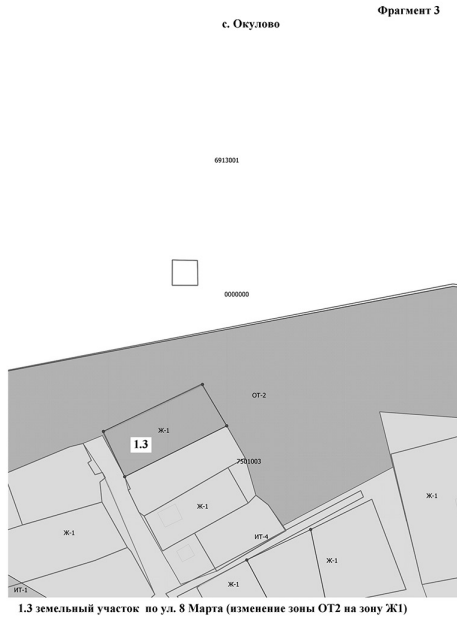 Фрагмент 3
с. Окулово
6913001
0000000
ОТ-2
Ж-1
1.3
7501003
Ж-1
Ж-1
Ж-1
ИТ-4
Ж-1
Ж-1
ИТ-1
1.3 земельный участок по ул. 8 Марта (изменение зоны ОТ2 на зону Ж1)